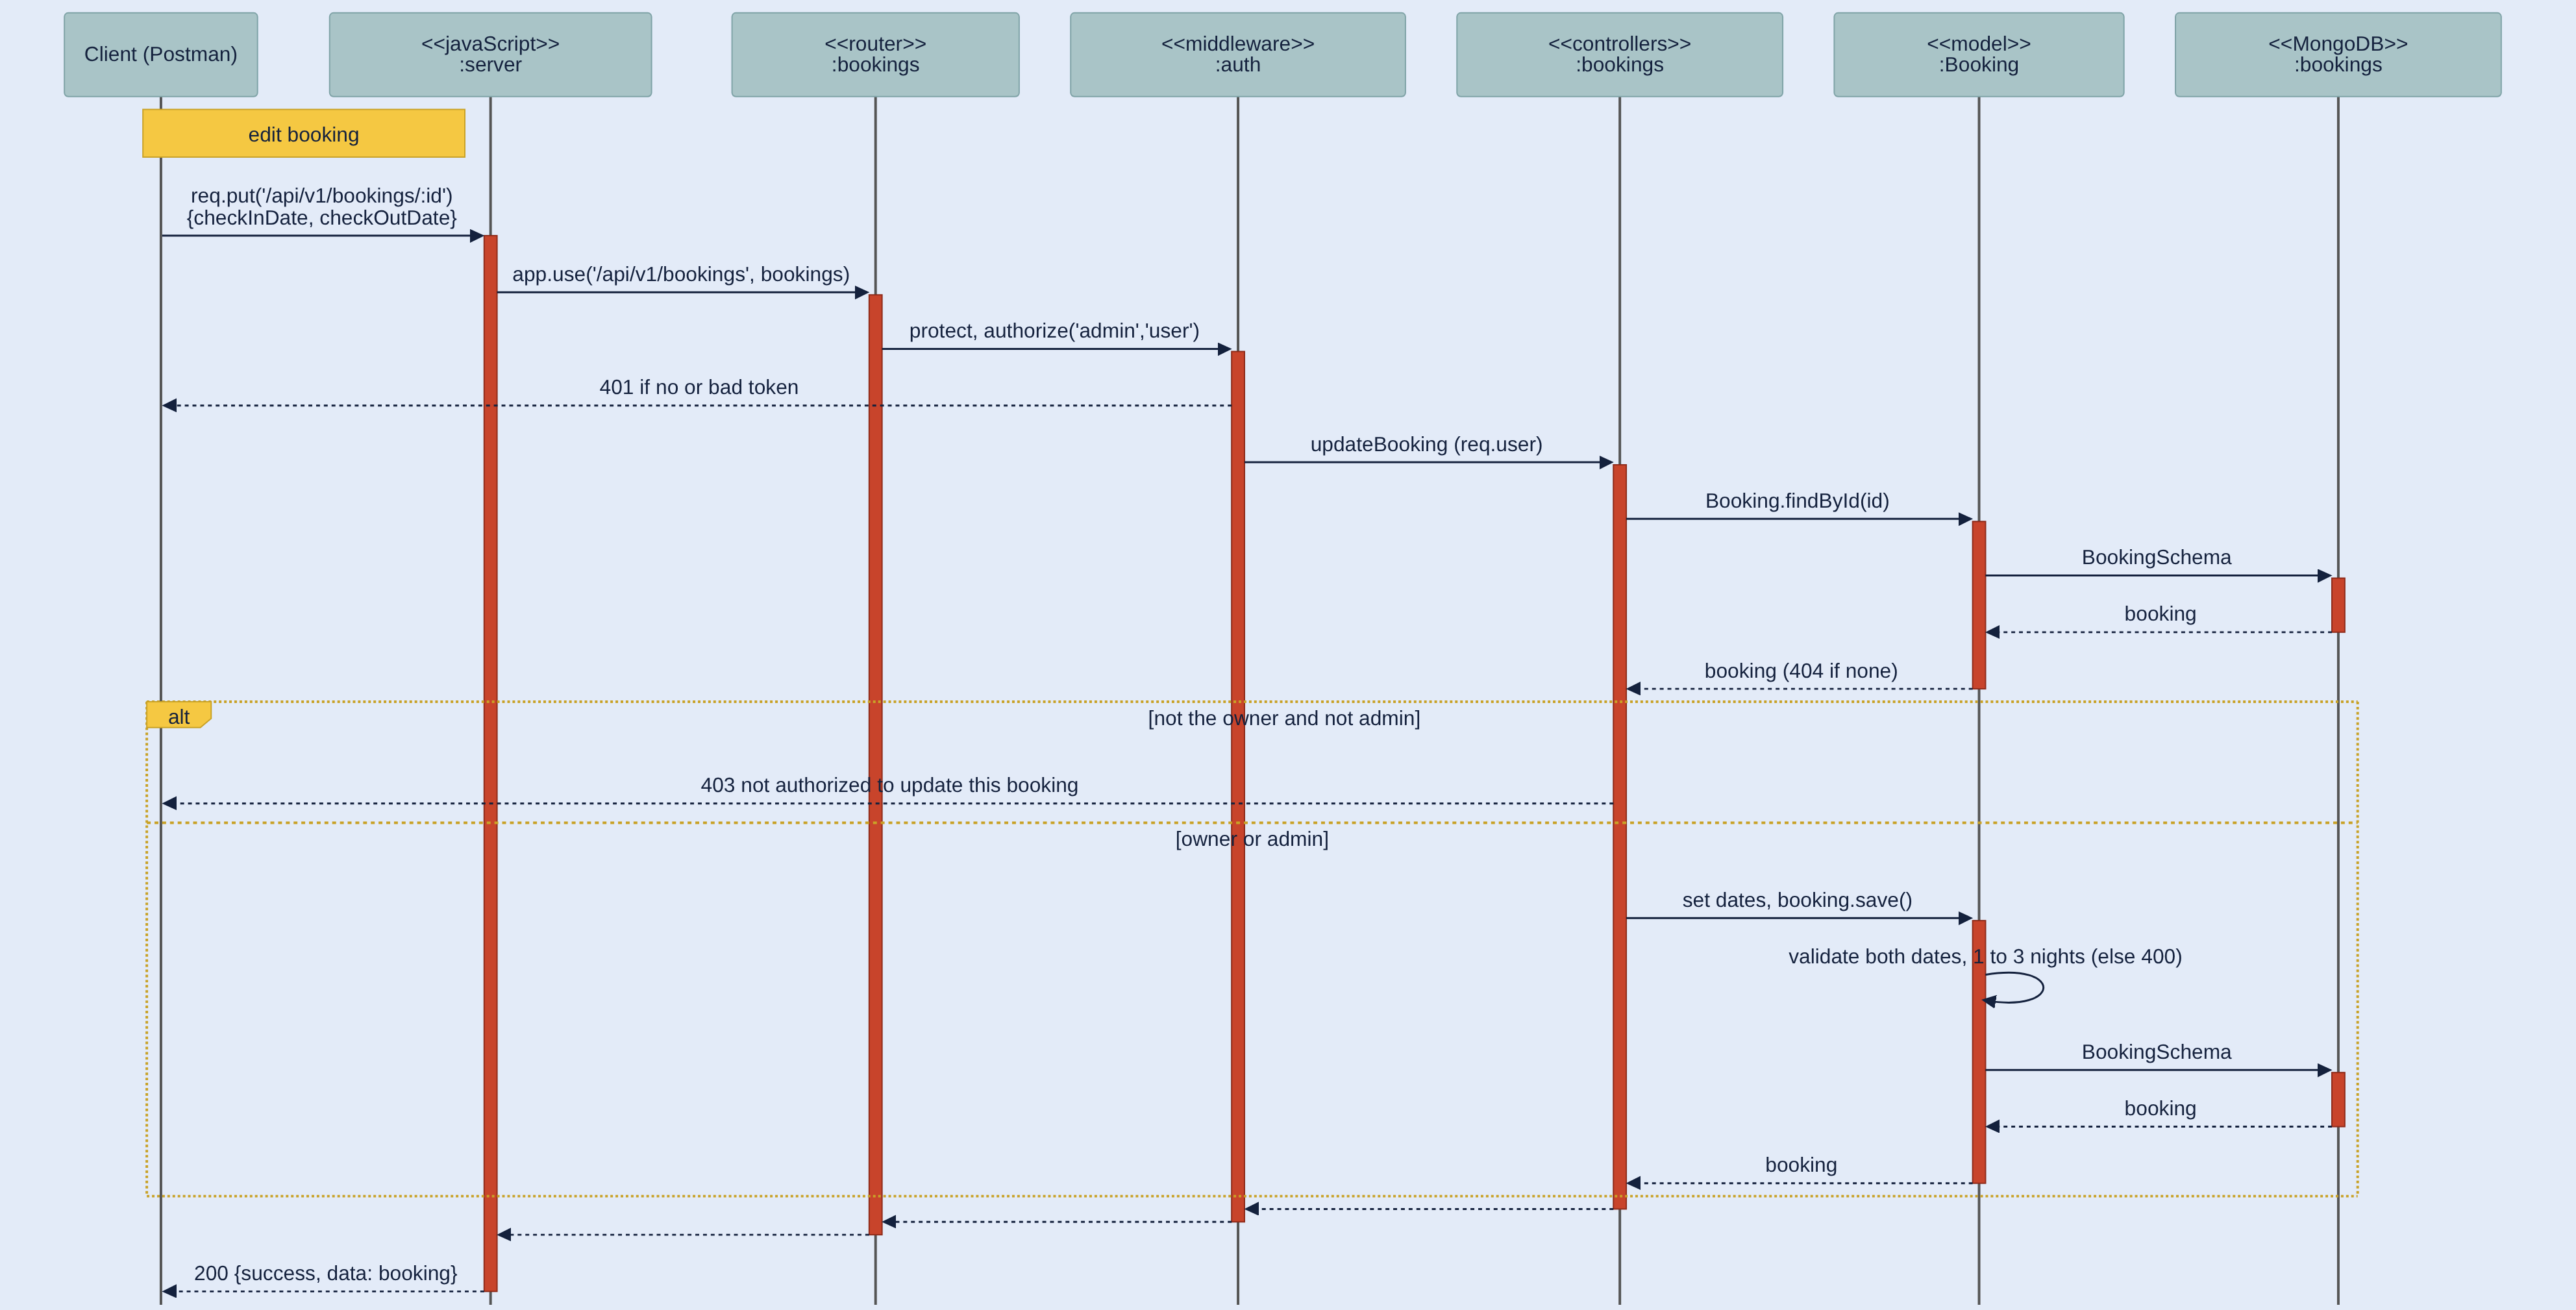 Client (Postman)
<<javaScript>>
:server
<<router>>
:bookings
<<middleware>>
:auth
<<controllers>>
:bookings
<<model>>
:Booking
<<MongoDB>>
:bookings
edit booking
req.put('/api/v1/bookings/:id')
{checkInDate, checkOutDate}
app.use('/api/v1/bookings', bookings)
protect, authorize('admin','user')
401 if no or bad token
updateBooking (req.user)
Booking.findById(id)
BookingSchema
booking
booking (404 if none)
alt
[not the owner and not admin]
403 not authorized to update this booking
[owner or admin]
set dates, booking.save()
validate both dates, 1 to 3 nights (else 400)
BookingSchema
booking
booking
200 {success, data: booking}